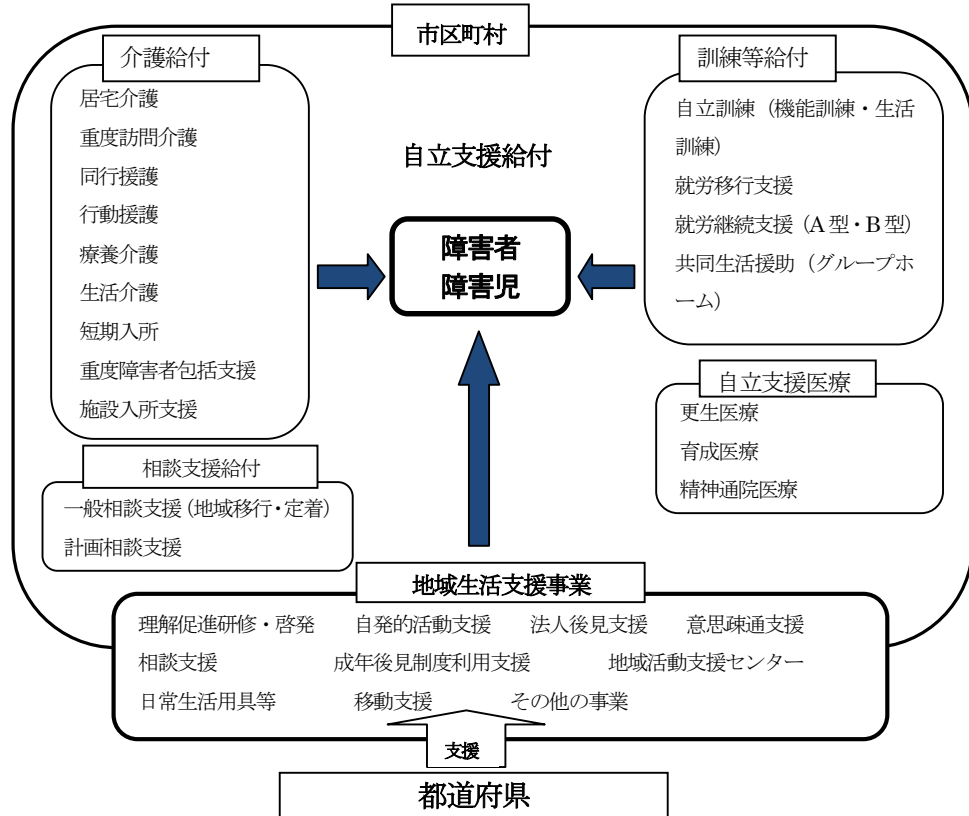 市区町村
介護給付
居宅介護
重度訪問介護
同行援護
行動援護
療養介護
生活介護
短期入所
重度障害者包括支援
施設入所支援
訓練等給付
自立訓練（機能訓練・生活
訓練）
就労移行支援
就労継続支援（A型・B型）
共同生活援助（グループホ
ーム）
自立支援給付
障害者
障害児
自立支援医療
更生医療
育成医療
精神通院医療
相談支援給付
一般相談支援（地域移行・定着）
計画相談支援
地域生活支援事業
理解促進研修・啓発　自発的活動支援　法人後見支援　意思疎通支援
相談支援　成年後見制度利用支援　地域活動支援センター
日常生活用具等　移動支援　その他の事業
支援
都道府県